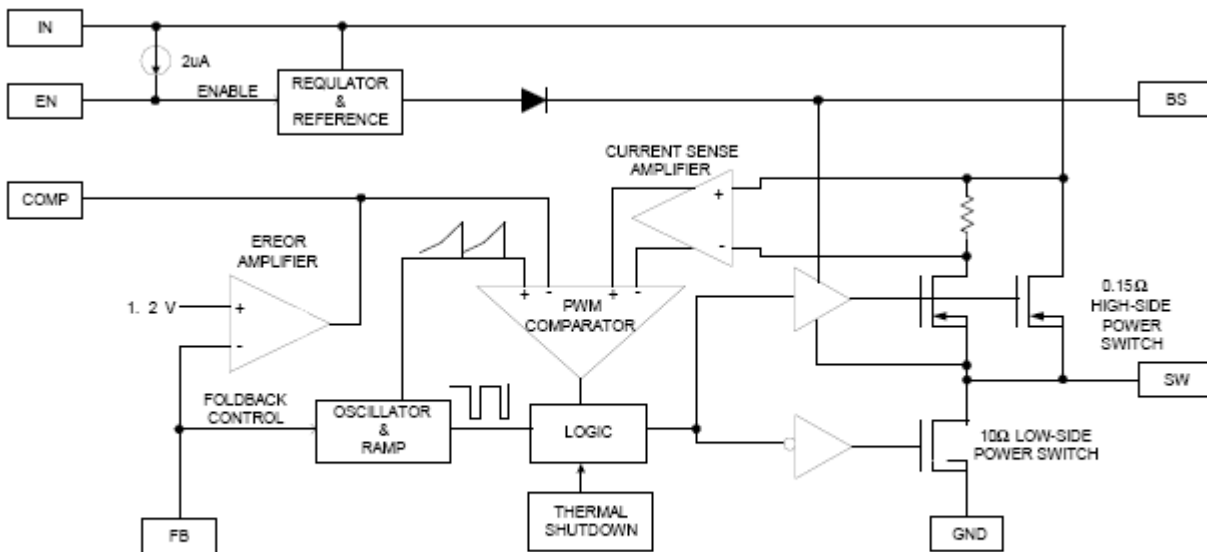 IN
2uA
EN
ENABLE
REQULATOR
&
REFERENCE
BS
CURRENT SENSE
AMPLIFIER
+
-
COMP
EREOR
AMPLIFIER
1. 2 V
+
-
+ - + -
PWM
COMPARATOR
0.15Ω
HIGH-SIDE
POWER
SWITCH
SW
FOLDBACK
CONTROL
OSCILLATOR
&
RAMP
LOGIC
10Ω LOW-SIDE
POWER SWITCH
THERMAL
SHUTDOWN
FB
GND